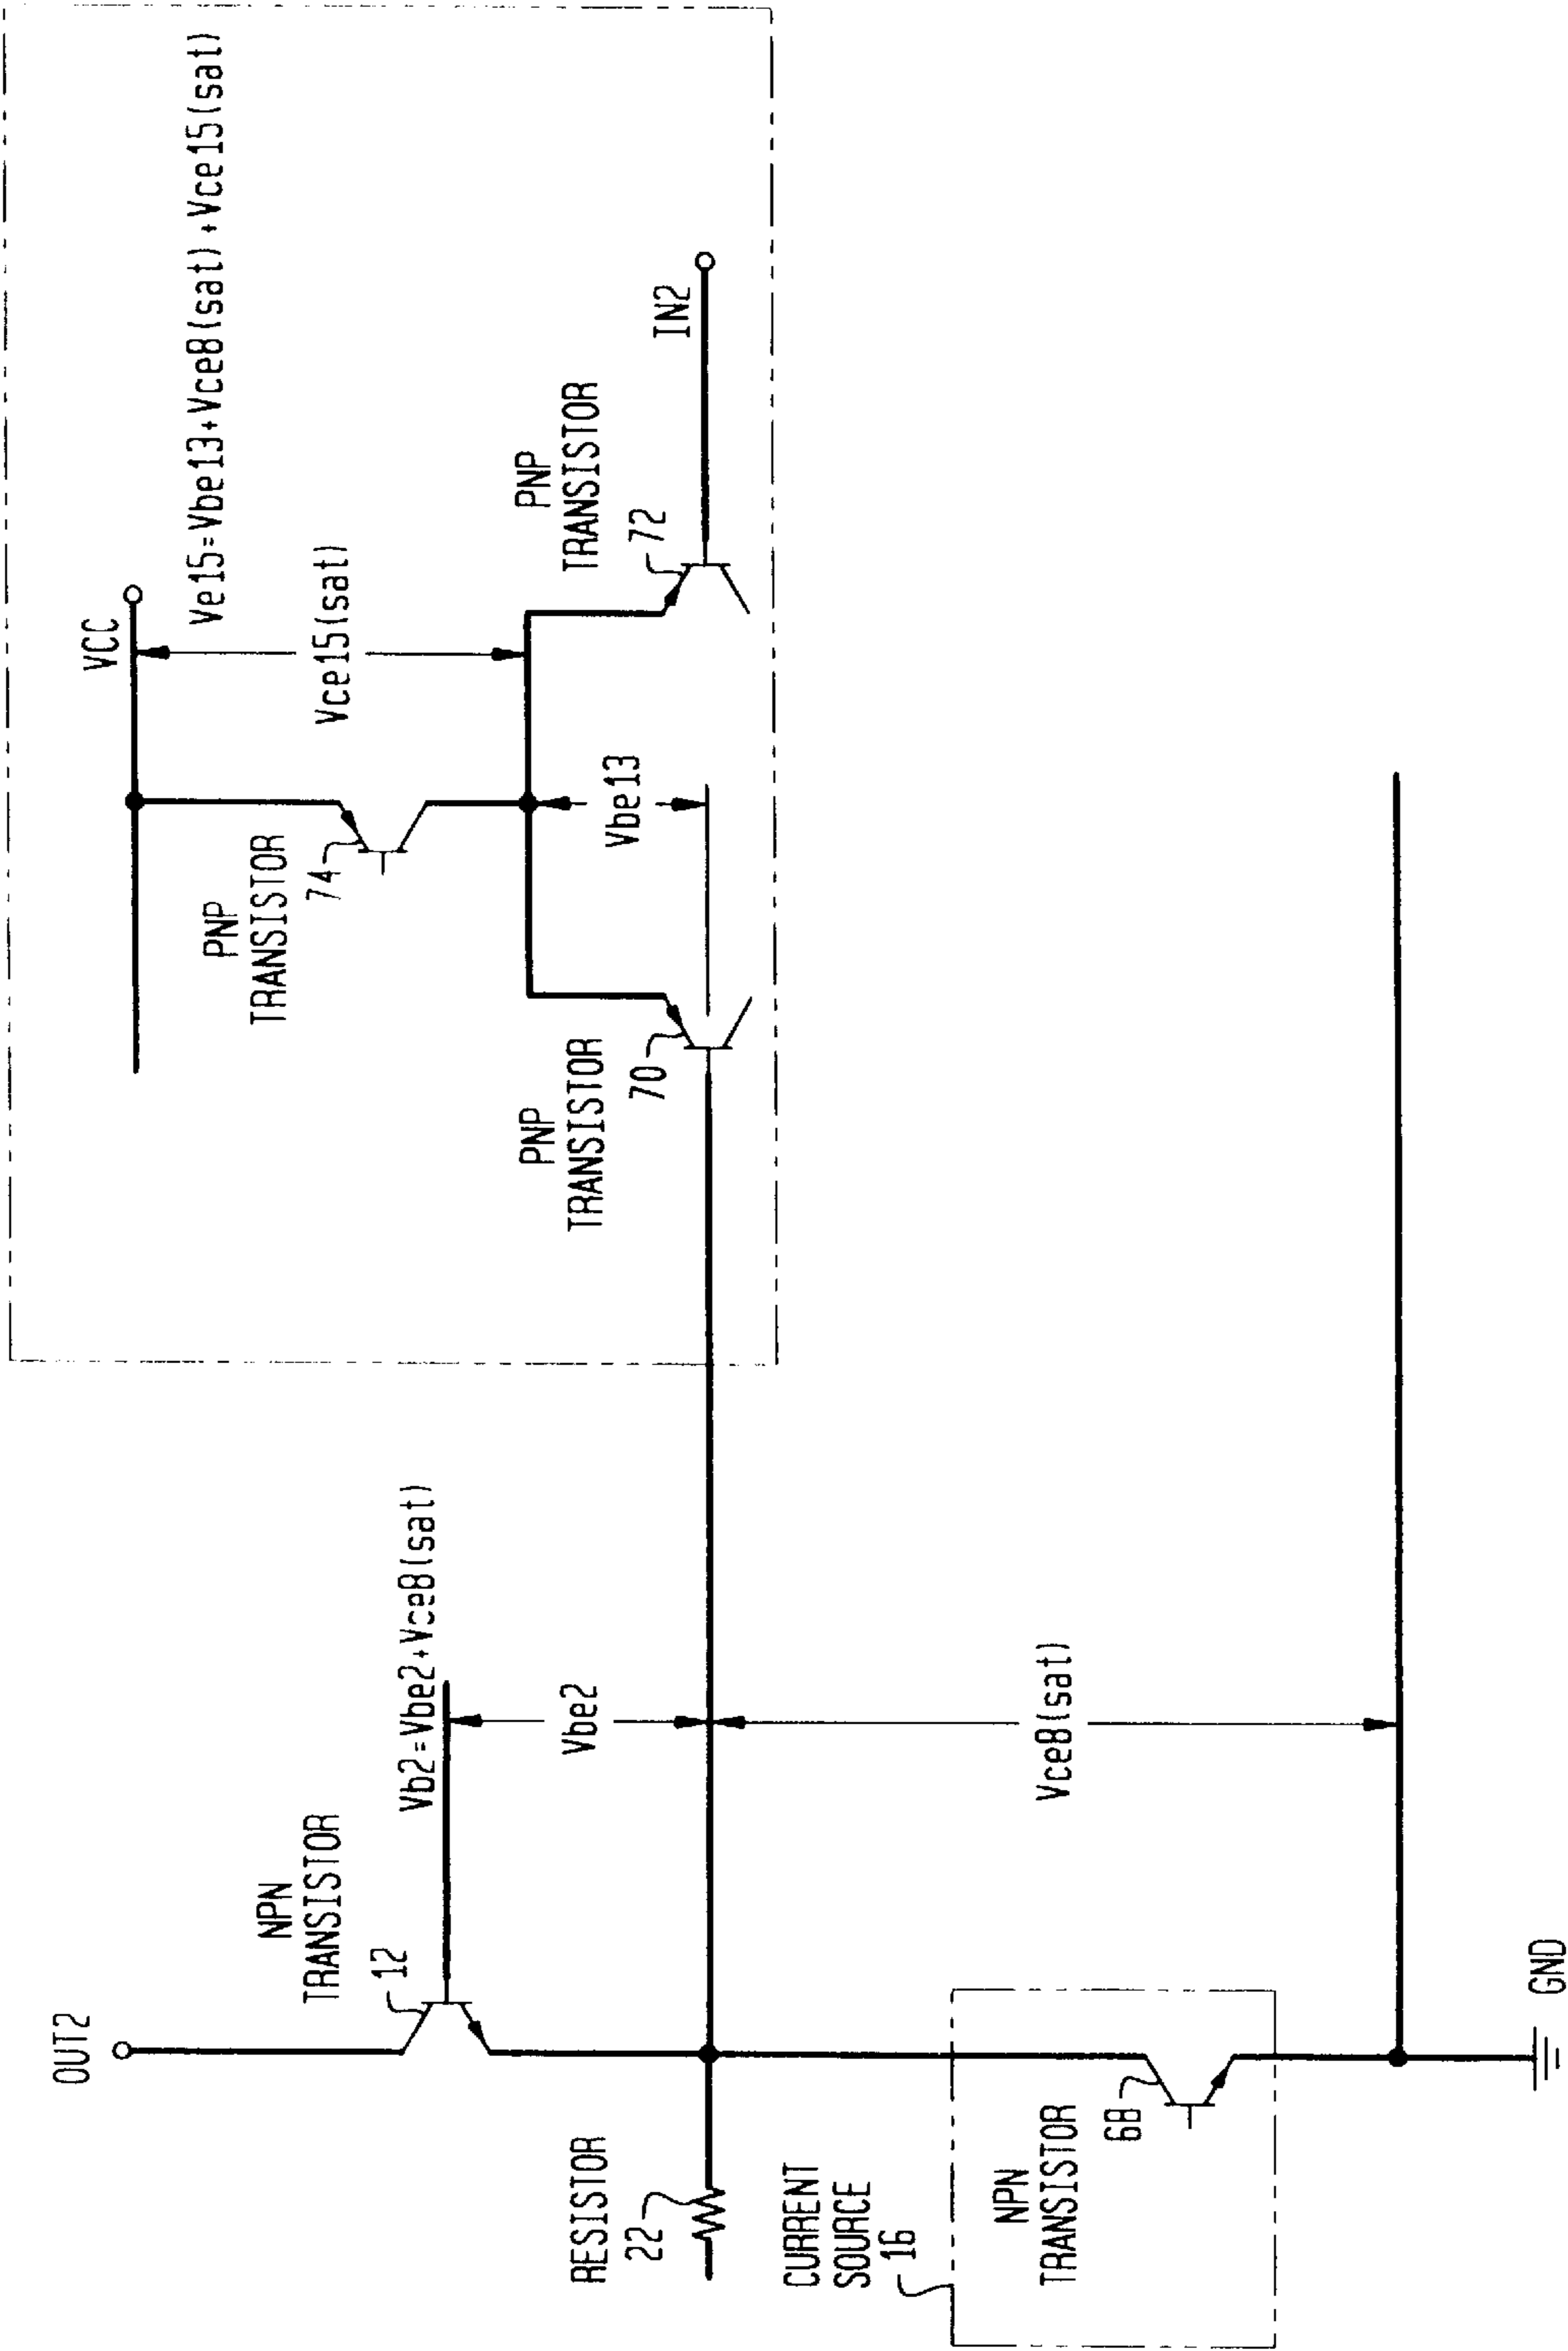 OUT2
NPN
TRANSISTOR
12
Vb2=Vbe2+Vce8(sat)
Vbe2
RESISTOR
22
CURRENT
SOURCE
16
NPN
TRANSISTOR
68
Vce8(sat)
GND
VCC
Ve15=Vbe13+Vce8(sat)+Vce15(sat)
Vce15(sat)
PNP
TRANSISTOR
74
Vbe13
PNP
TRANSISTOR
70
PNP
TRANSISTOR
72
IN2